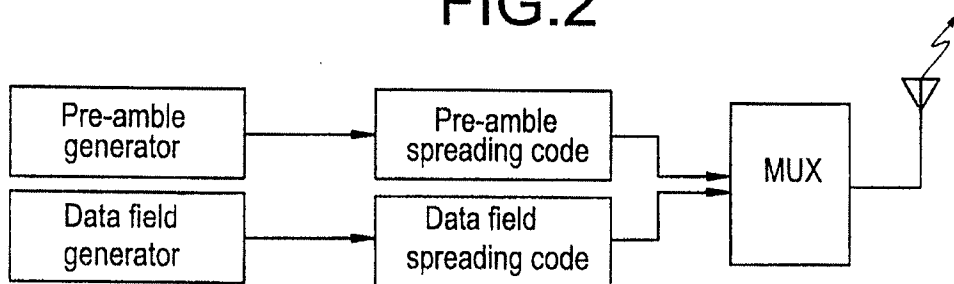 FIG.2
Pre-amble
generator
Pre-amble
spreading code
MUX
Data field
generator
Data field
spreading code